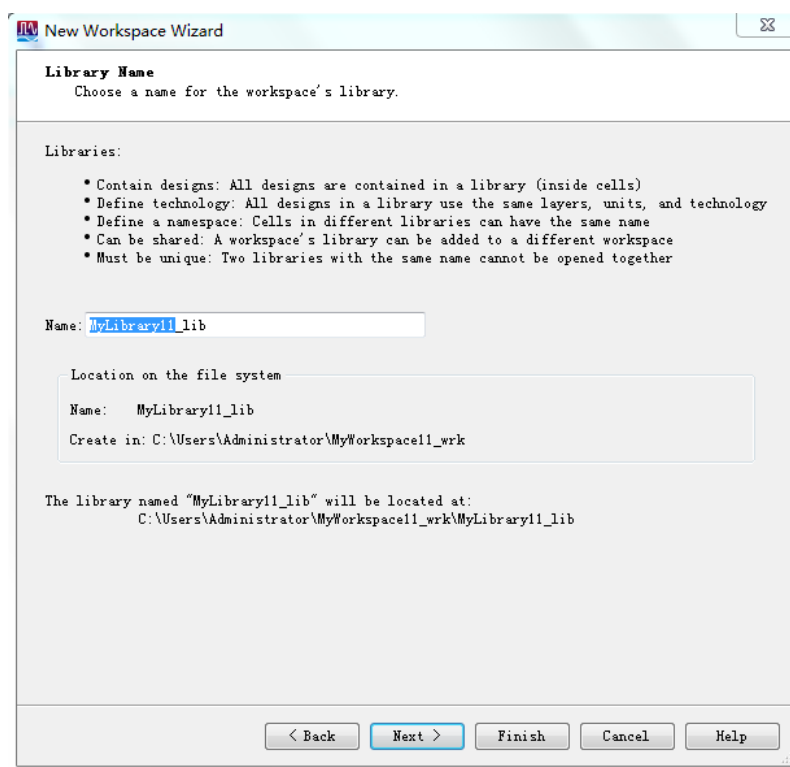 New Workspace Wizard
Library Name
Choose a name for the workspace's library.
Libraries:
• Contain designs: All designs are contained in a library (inside cells)
• Define technology: All designs in a library use the same layers, units, and technology
• Define a namespace: Cells in different libraries can have the same name
• Can be shared: A workspace's library can be added to a different workspace
• Must be unique: Two libraries with the same name cannot be opened together
Name: MyLibrary11_lib
Location on the file system
Name: MyLibrary11_lib
Create in: C:\Users\Administrator\MyWorkspace11_wrk
The library named "MyLibrary11_lib" will be located at:
C:\Users\Administrator\MyWorkspace11_wrk\MyLibrary11_lib
< Back Next > Finish Cancel Help